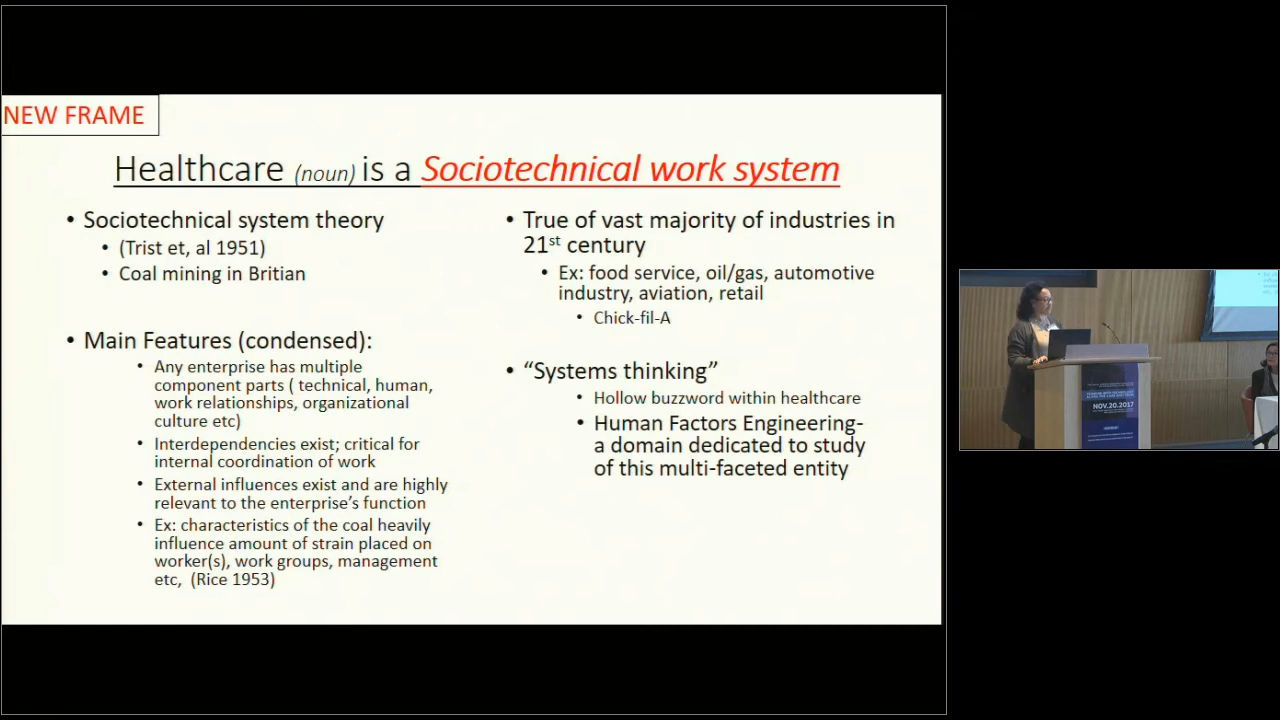 NEW FRAME
Healthcare (noun) is a Sociotechnical work system
• Sociotechnical system theory
• (Trist et, al 1951)
• Coal mining in Britian
• Main Features (condensed):
• Any enterprise has multiple
component parts ( technical, human,
work relationships, organizational
culture etc)
• Interdependencies exist; critical for
internal coordination of work
• External influences exist and are highly
relevant to the enterprise's function
• Ex: characteristics of the coal heavily
influence amount of strain placed on
worker(s), work groups, management
etc, (Rice 1953)
• True of vast majority of industries in
21st century
• Ex: food service, oil/gas, automotive
industry, aviation, retail
• Chick-fil-A
• “Systems thinking”
• Hollow buzzword within healthcare
• Human Factors Engineering-
a domain dedicated to study
of this multi-faceted entity
NOV.20.2017